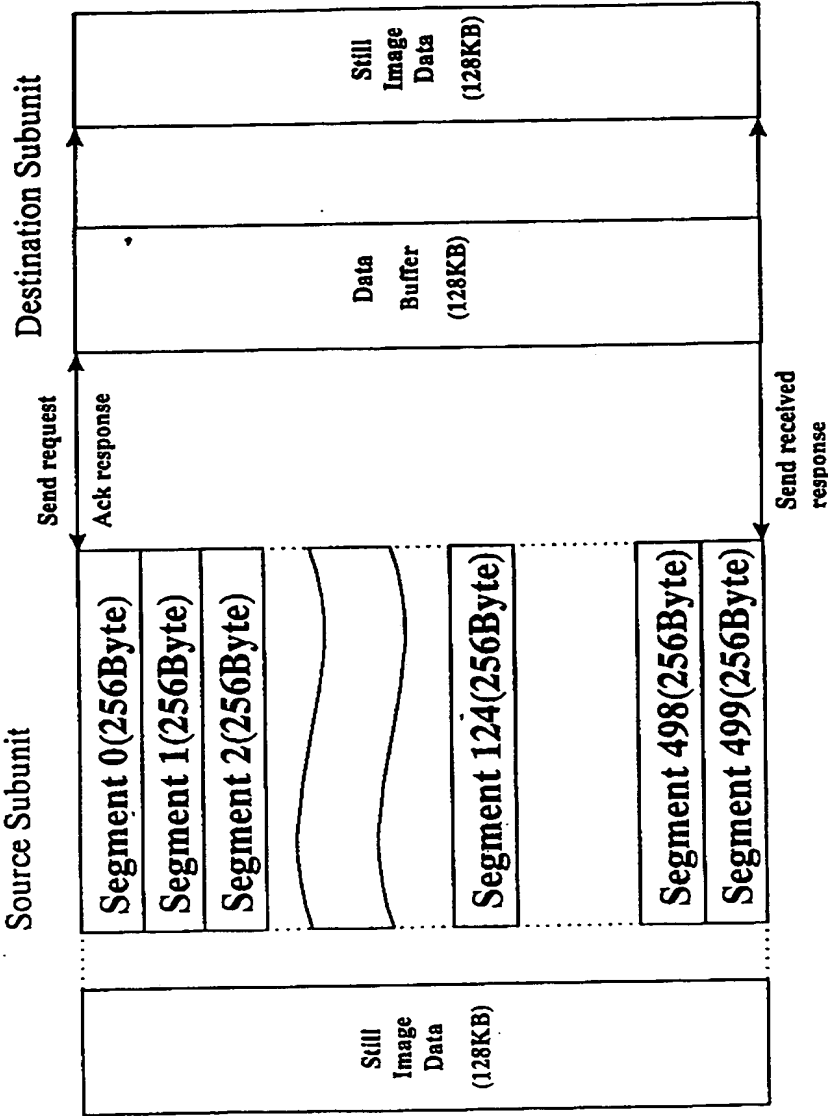 Source Subunit
Destination Subunit
Still
Image
Data
(128KB)
Segment 0(256Byte)
Segment 1(256Byte)
Segment 2(256Byte)
Segment 124(256Byte)
Segment 498(256Byte)
Segment 499(256Byte)
Send request
Ack response
Send received
response
Data
Buffer
(128KB)
Still
Image
Data
(128KB)